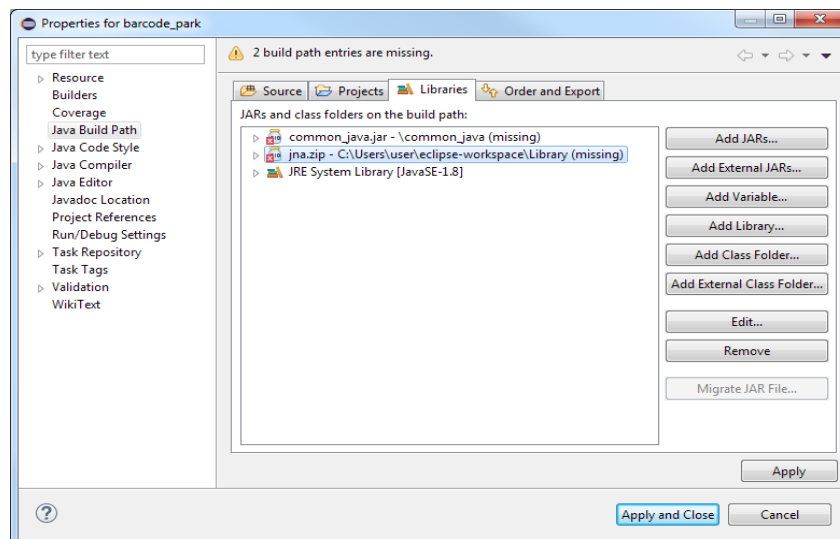 Properties for barcode_park
type filter text
Resource
Builders
Coverage
Java Build Path
Java Code Style
Java Compiler
Java Editor
Javadoc Location
Project References
Run/Debug Settings
Task Repository
Task Tags
Validation
WikiText
2 build path entries are missing.
Source Projects Libraries Order and Export
JARs and class folders on the build path:
common_java.jar - \common_java (missing)
jna.zip - C:\Users\user\eclipse-workspace\Library (missing)
JRE System Library [JavaSE-1.8]
Add JARs...
Add External JARs...
Add Variable...
Add Library...
Add Class Folder...
Add External Class Folder...
Edit...
Remove
Migrate JAR File...
Apply
Apply and Close Cancel